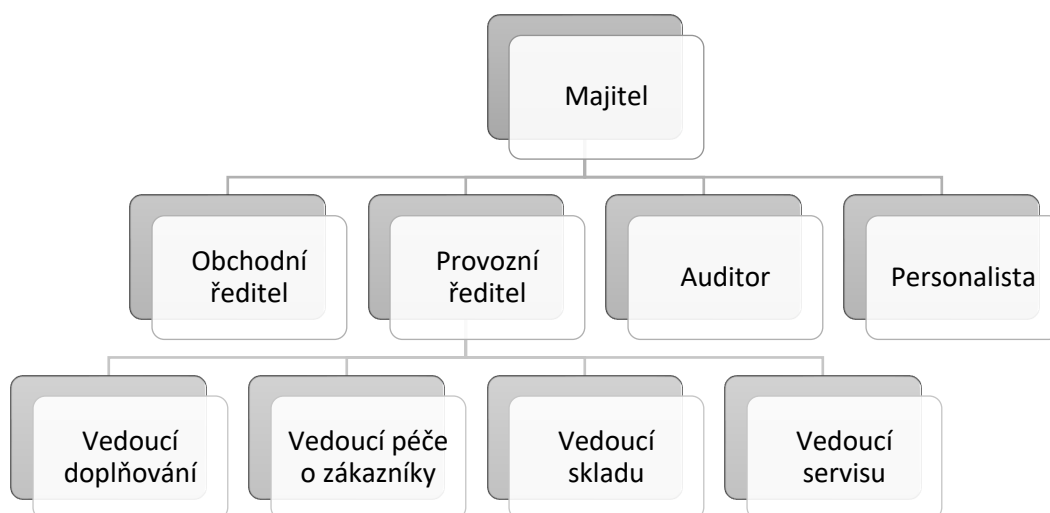 Majitel
Obchodní
ředitel
Provozní
ředitel
Auditor
Personalista
Vedoucí
doplňování
Vedoucí péče
o zákazníky
Vedoucí
skladu
Vedoucí
servisu